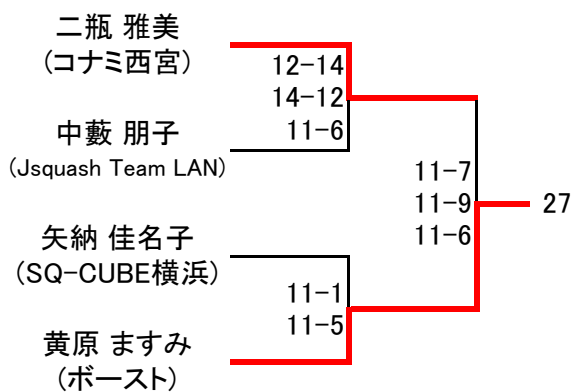 二瓶 雅美
(コナミ西宮)
12-14
14-12
11-6
中藪 朋子
(Jsquash Team LAN)
11-7
11-9
11-6
27
矢納 佳名子
(SQ-CUBE横浜)
11-1
11-5
黄原 ますみ
(ボースト)